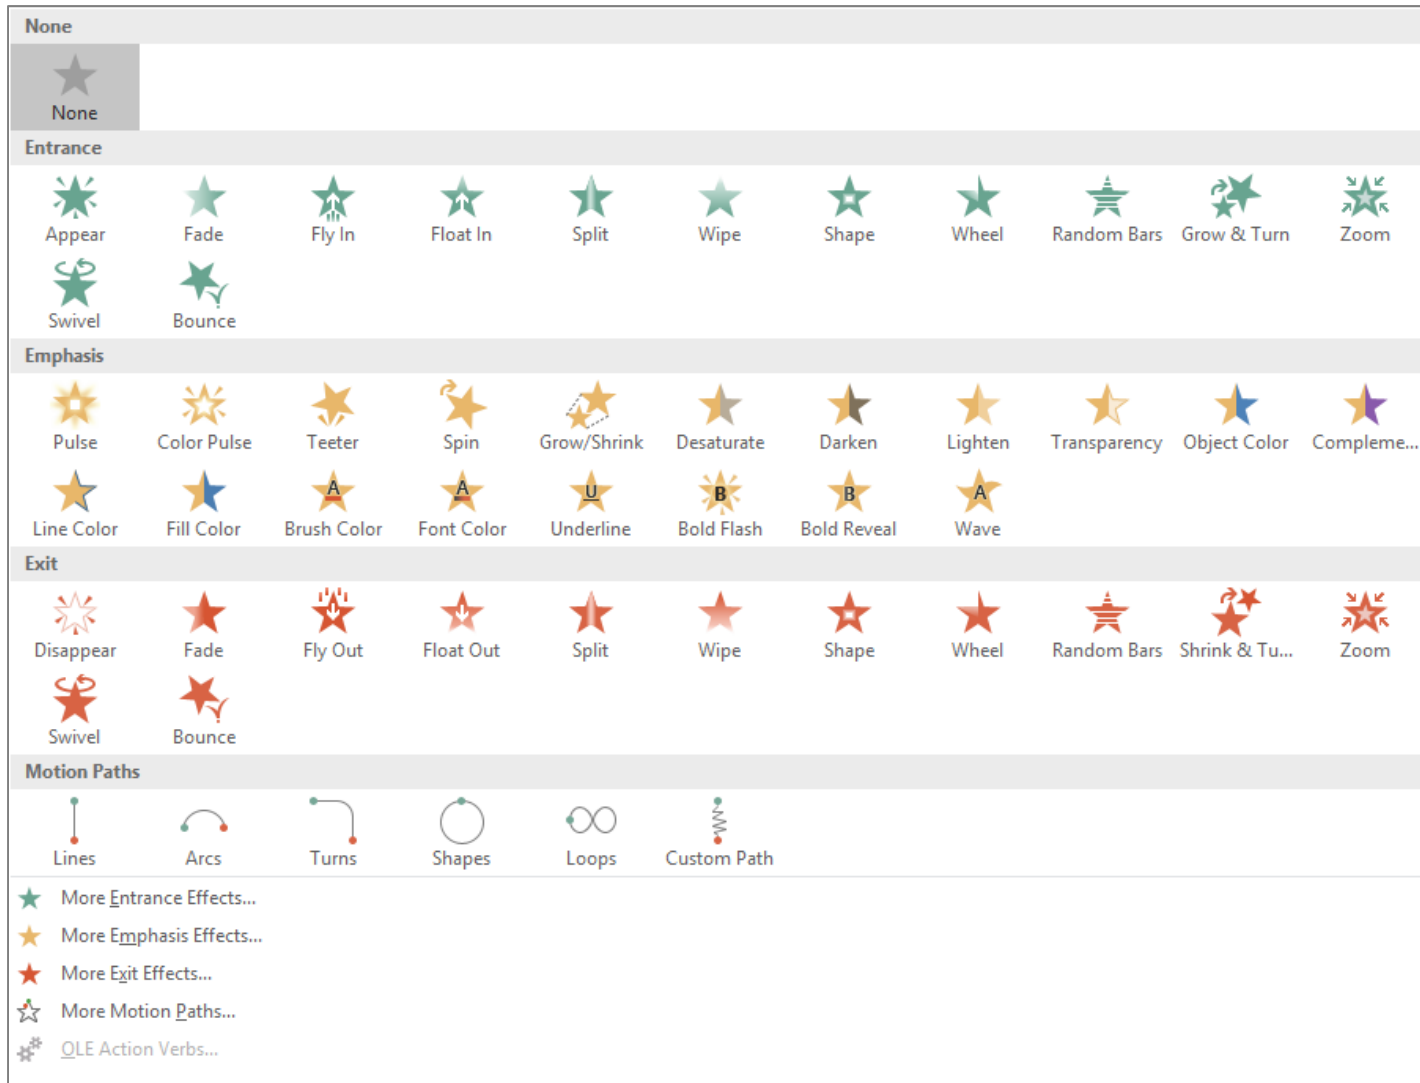 None
None
Entrance
Appear Fade Fly In Float In Split Wipe Shape Wheel Random Bars Grow & Turn Zoom
Swivel Bounce
Emphasis
Pulse Color Pulse Teeter Spin Grow/Shrink Desaturate Darken Lighten Transparency Object Color Compleme...
A A U B B A
Line Color Fill Color Brush Color Font Color Underline Bold Flash Bold Reveal Wave
Exit
Disappear Fade Fly Out Float Out Split Wipe Shape Wheel Random Bars Shrink & Tu... Zoom
Swivel Bounce
Motion Paths
Lines Arcs Turns Shapes Loops Custom Path
More Entrance Effects...
More Emphasis Effects...
More Exit Effects...
More Motion Paths...
OLE Action Verbs...